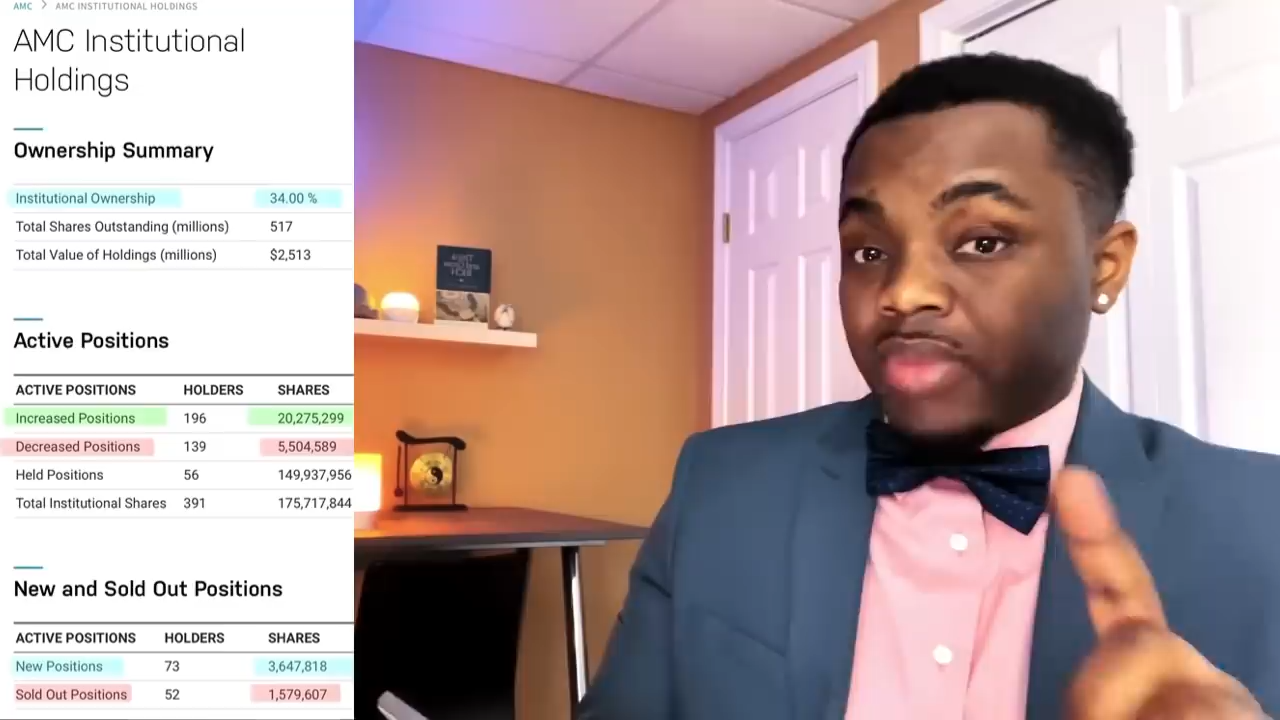 AMC > AMC INSTITUTIONAL HOLDINGS
AMC Institutional
Holdings
Ownership Summary
Institutional Ownership 34.00 %
Total Shares Outstanding (millions) 517
Total Value of Holdings (millions) $2,513
Active Positions
ACTIVE POSITIONS HOLDERS SHARES
Increased Positions 196 20,275,299
Decreased Positions 139 5,504,589
Held Positions 56 149,937,956
Total Institutional Shares 391 175,717,844
New and Sold Out Positions
ACTIVE POSITIONS HOLDERS SHARES
New Positions 73 3,647,818
Sold Out Positions 52 1,579,607